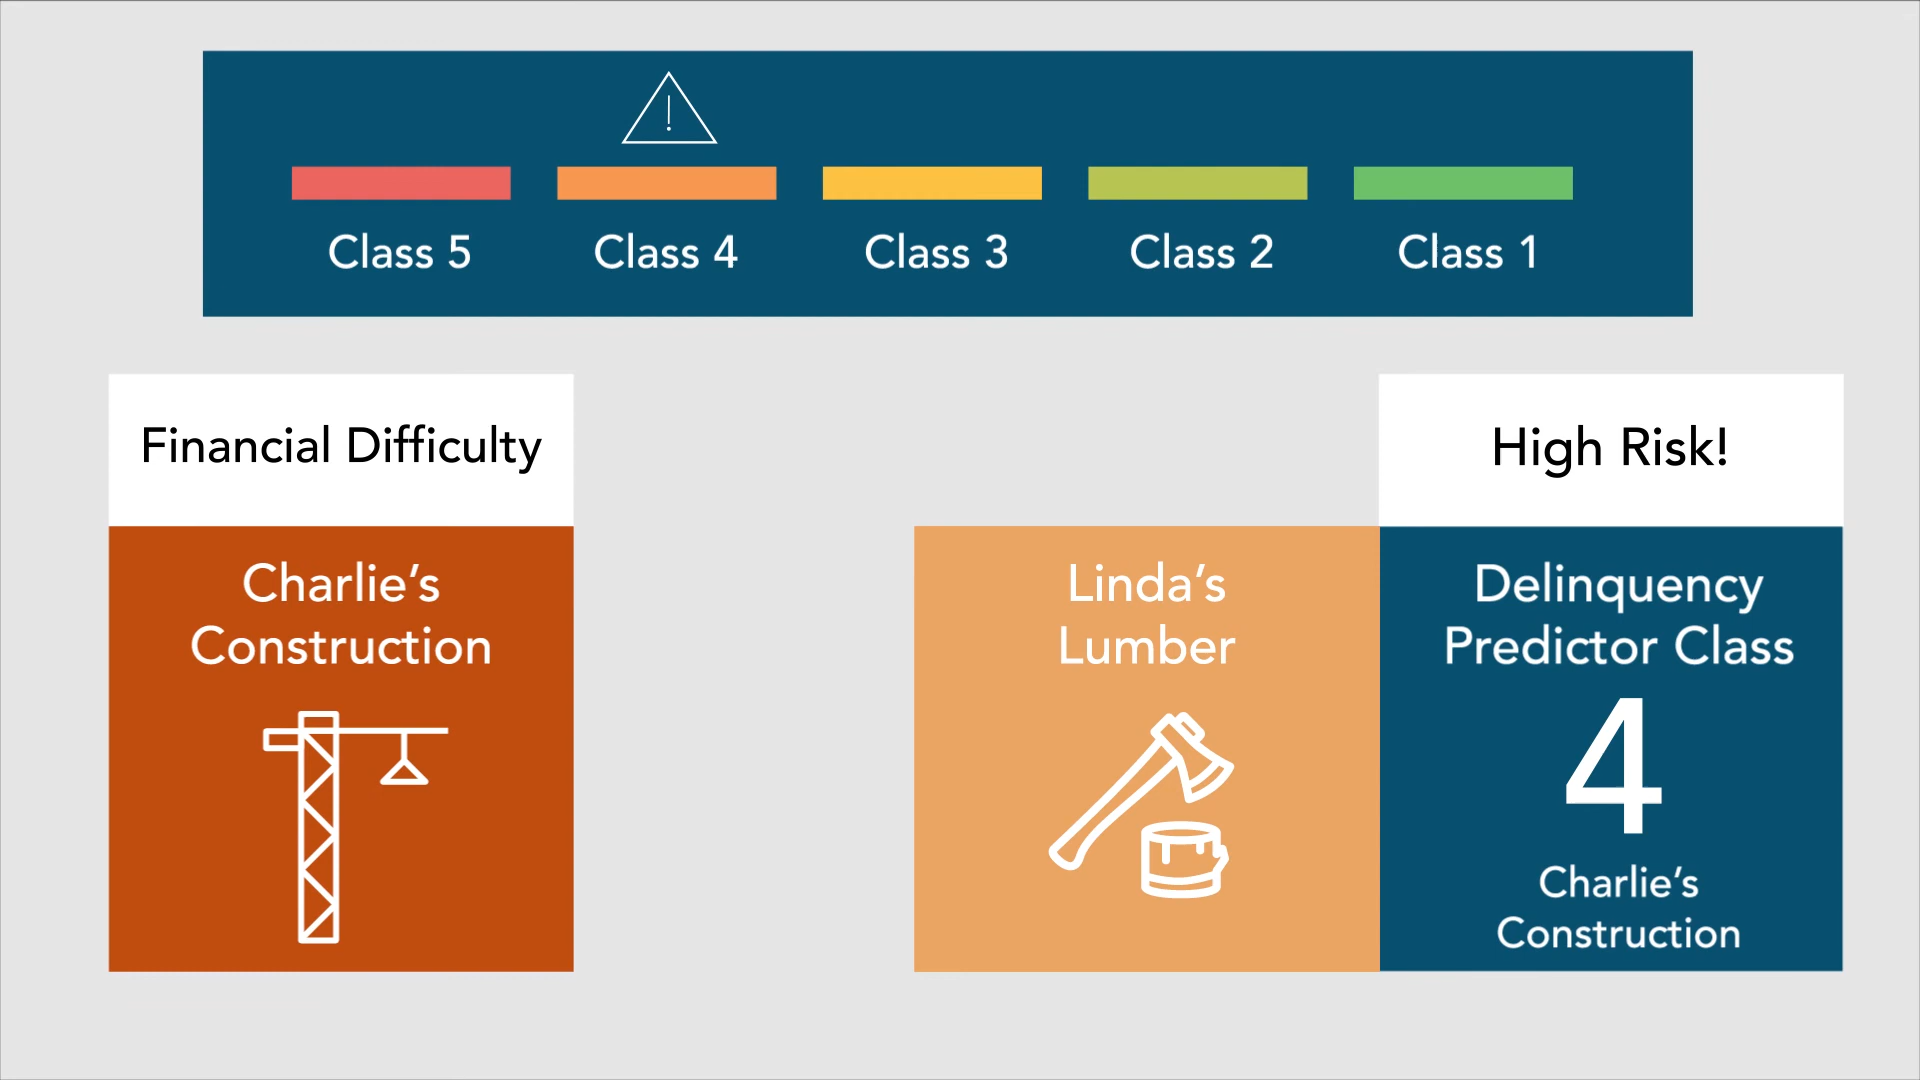 !
Class 5
Class 4
Class 3
Class 2
Class 1
Financial Difficulty
Charlie’s
Construction
Linda’s
Lumber
High Risk!
Delinquency
Predictor Class
4
Charlie’s
Construction